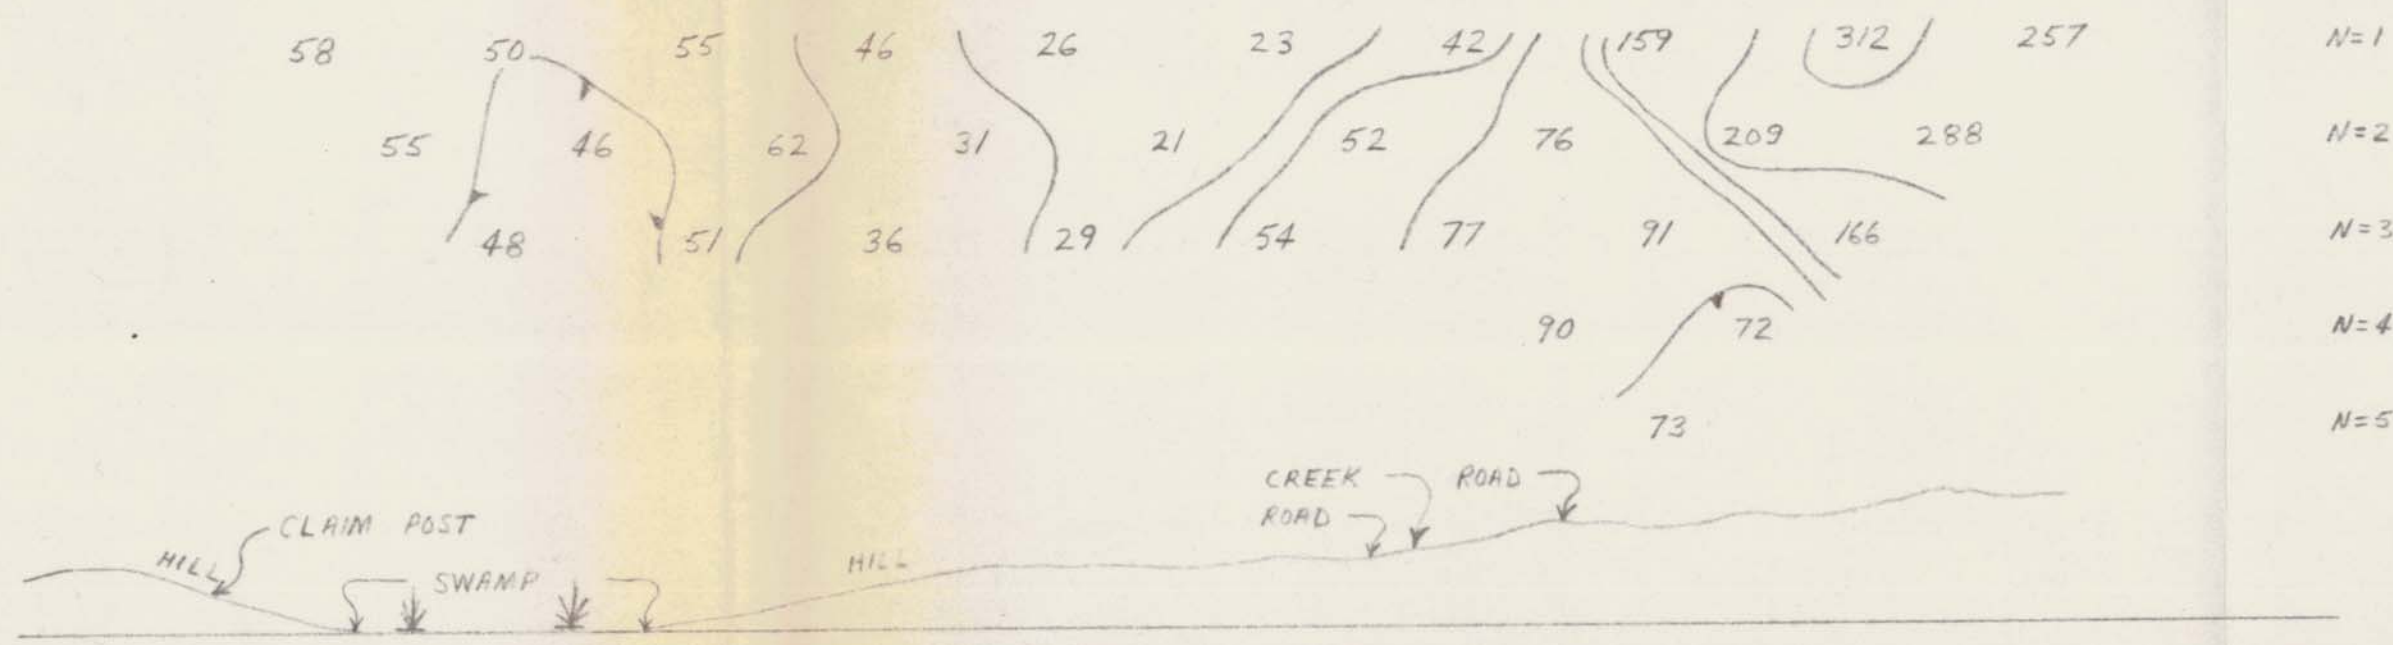 58 50 55 46 26 23 42 159 312 257 N=1
55 46 62 31 21 52 76 209 288 N=2
48 51 36 29 54 77 91 166 N=3
90 72 N=4
73 N=5
CREEK ROAD
ROAD
CLAIM POST
HILL HILL
SWAMP